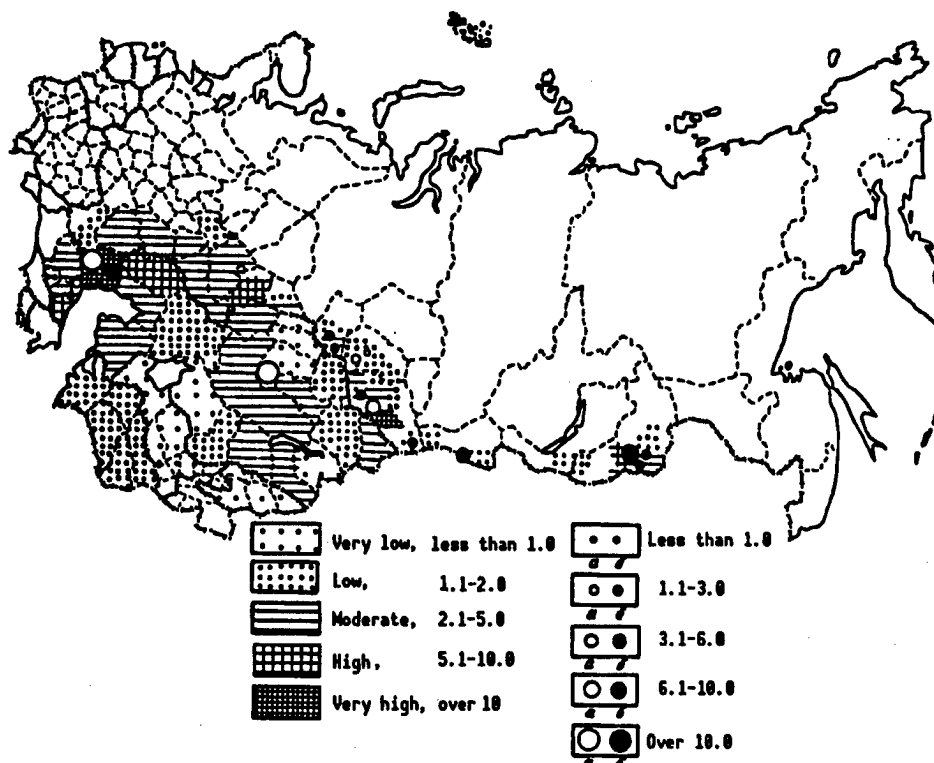 Very low, less than 1.0
Low, 1.1-2.0
Moderate, 2.1-5.0
High, 5.1-10.0
Very high, over 10
Less than 1.0
a б
1.1-3.0
a б
3.1-6.0
a б
6.1-10.0
a б
Over 10.0